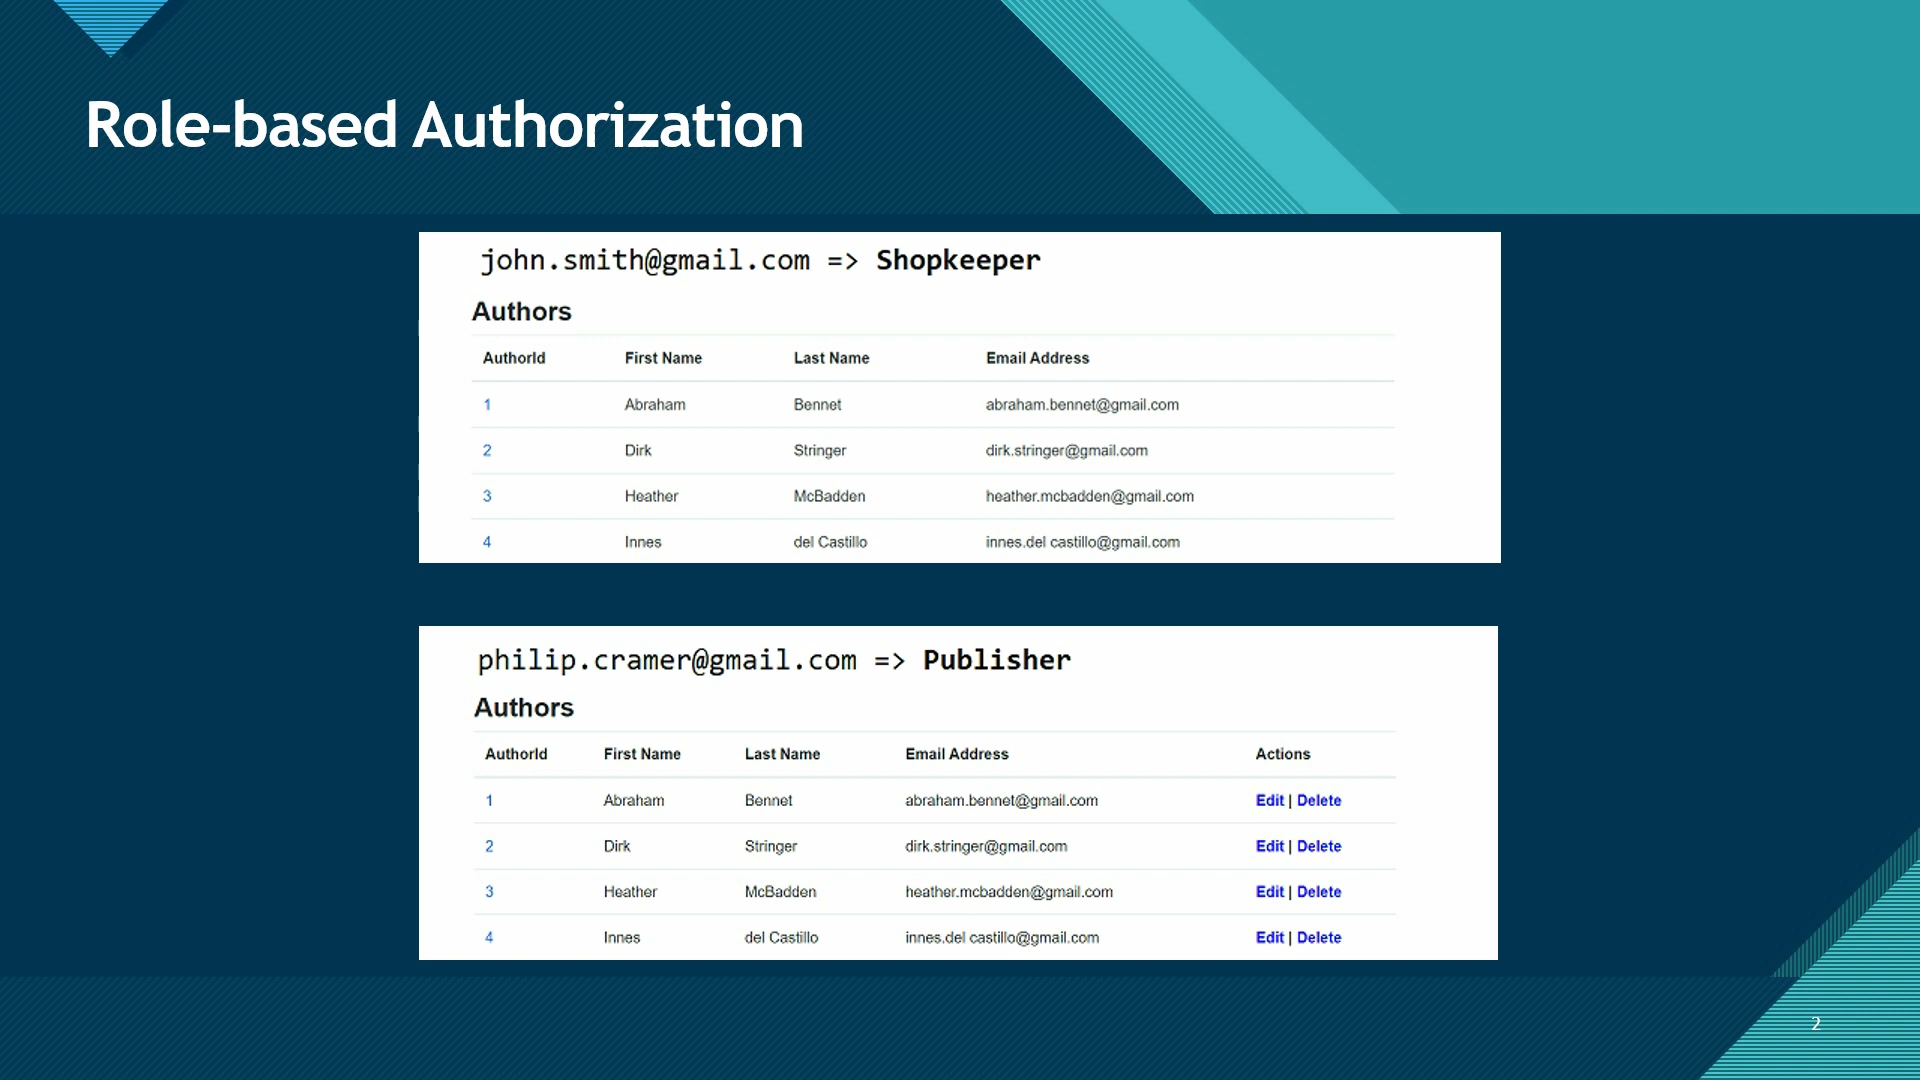 Role-based Authorization
john.smith@gmail.com => Shopkeeper
Authors
AuthorId First Name Last Name Email Address
1 Abraham Bennet abraham.bennet@gmail.com
2 Dirk Stringer dirk.stringer@gmail.com
3 Heather McBadden heather.mcbadden@gmail.com
4 Innes del Castillo innes.del castillo@gmail.com
philip.cramer@gmail.com => Publisher
Authors
AuthorId First Name Last Name Email Address Actions
1 Abraham Bennet abraham.bennet@gmail.com Edit | Delete
2 Dirk Stringer dirk.stringer@gmail.com Edit | Delete
3 Heather McBadden heather.mcbadden@gmail.com Edit | Delete
4 Innes del Castillo innes.del castillo@gmail.com Edit | Delete
2